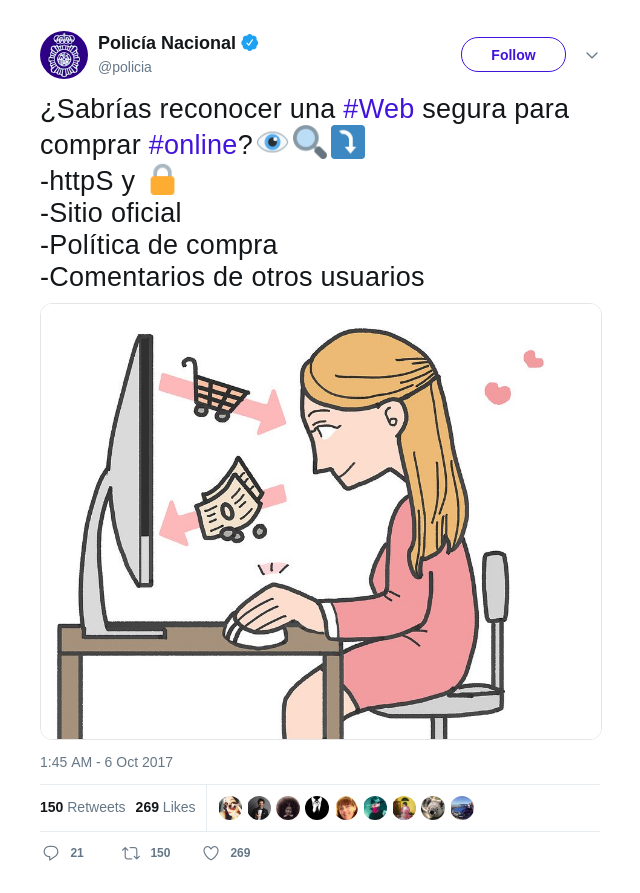 Policía Nacional
@policia
Follow
¿Sabrías reconocer una #Web segura para
comprar #online?👁🔍⤵
-httpS y 🔒
-Sitio oficial
-Política de compra
-Comentarios de otros usuarios
1:45 AM - 6 Oct 2017
150 Retweets 269 Likes
21 150 269